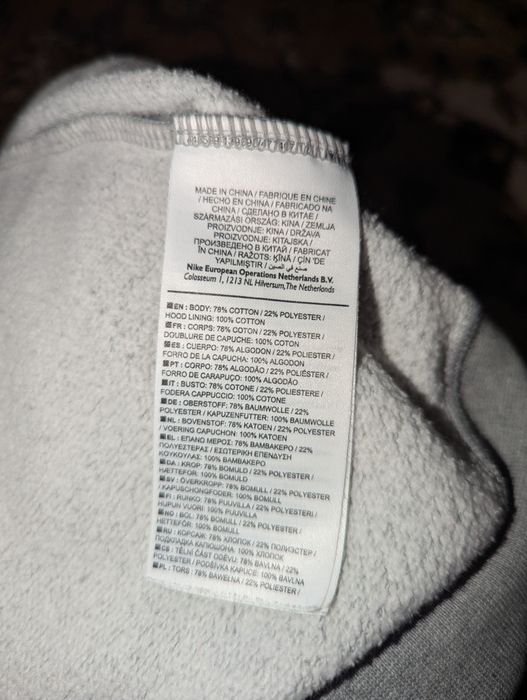 MADE IN CHINA / FABRIQUE EN CHINE
/ HECHO EN CHINA / FABRICADO NA
CHINA / СДЕЛАНО В КИТАЕ /
SZÁRMAZÁSI ORSZÁG: KINA / ZEMLJA
PROIZVODNJE: KINA / DRŽAVA
PROIZVODNJE: KITAJSKA /
ПРОИЗВЕДЕНО В КИТАЙ / FABRICAT
ÎN CHINA / RAŽOTS: ĶĪNĀ / ÇİN 'DE
YAPILMIŞTIR / صنع في الصين
Nike European Operations Netherlands B.V.
Colosseum 1, 1213 NL Hilversum, The Netherlands
EN : BODY: 78% COTTON / 22% POLYESTER /
HOOD LINING: 100% COTTON
FR : CORPS: 78% COTON / 22% POLYESTER /
DOUBLURE DE CAPUCHE: 100% COTON
ES : CUERPO: 78% ALGODON / 22% POLIESTER /
FORRO DE LA CAPUCHA: 100% ALGODON
PT : CORPO: 78% ALGODÃO / 22% POLIÉSTER /
FORRO DE CARAPUÇO: 100% ALGODÃO
IT : BUSTO: 78% COTONE / 22% POLIESTERE /
FODERA CAPPUCCIO: 100% COTONE
DE : OBERSTOFF: 78% BAUMWOLLE / 22%
POLYESTER / KAPUZENFUTTER: 100% BAUMWOLLE
NL : BOVENSTOF: 78% KATOEN / 22% POLYESTER
/ VOERING CAPUCHON: 100% KATOEN
EL : ΕΠΑΝΩ ΜΕΡΟΣ: 78% ΒΑΜΒΑΚΕΡΟ / 22%
ΠΟΛΥΕΣΤΕΡΑΣ / ΕΣΩΤΕΡΙΚΗ ΕΠΕΝΔΥΣΗ
ΚΟΥΚΟΥΛΑΣ: 100% ΒΑΜΒΑΚΕΡΟ
DA : KROP: 78% BOMULD / 22% POLYESTER /
HÆTTEFOR: 100% BOMULD
SV : ÖVERKROPP: 78% BOMULL / 22% POLYESTER
/ KAPUSCHONGFODER: 100% BOMULL
FI : RUNKO: 78% PUUVILLA / 22% POLYESTERI /
HUPUN VUORI: 100% PUUVILLA
NO : BOL: 78% BOMULL / 22% POLYESTER /
HETTEFÔR: 100% BOMULL
RU : КОРСАЖ: 78% ХЛОПОК / 22% ПОЛИЭСТЕР /
ПОДКЛАДКА КАПЮШОНА: 100% ХЛОПОК
CS : TĚLNÍ ČÁST ODĚVU: 78% BAVLNA / 22%
POLYESTER / PODŠÍVKA KAPUCE: 100% BAVLNA
PL : TORS: 78% BAWEŁNA / 22% POLIESTER /